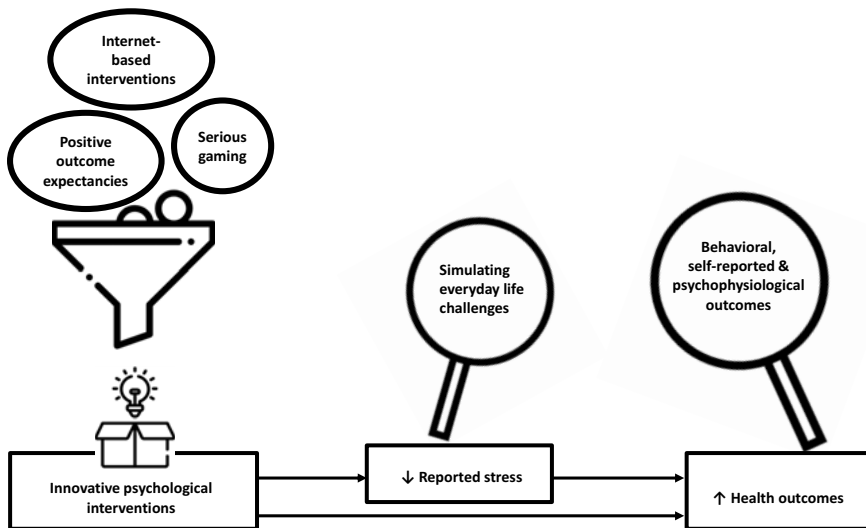 Internet-
based
interventions
Positive
outcome
expectancies
Serious
gaming
Simulating
everyday life
challenges
Behavioral,
self-reported &
psychophysiological
outcomes
Innovative psychological
interventions
↓ Reported stress
↑ Health outcomes